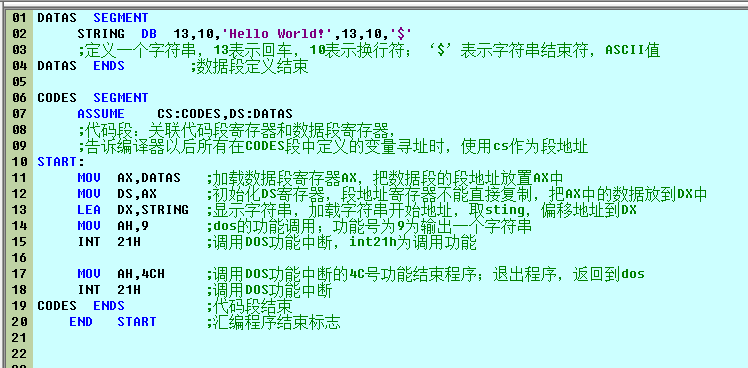 01 DATAS SEGMENT
02 STRING DB 13,10,'Hello World!',13,10,'$'
03 ;定义一个字符串，13表示回车，10表示换行符；‘$’表示字符串结束符，ASCII值
04 DATAS ENDS ;数据段定义结束
05
06 CODES SEGMENT
07 ASSUME CS:CODES,DS:DATAS
08 ;代码段：关联代码段寄存器和数据段寄存器，
09 ;告诉编译器以后所有在CODES段中定义的变量寻址时，使用cs作为段地址
10 START:
11 MOV AX,DATAS ;加载数据段寄存器AX，把数据段的段地址放置AX中
12 MOV DS,AX ;初始化DS寄存器，段地址寄存器不能直接复制，把AX中的数据放到DX中
13 LEA DX,STRING ;显示字符串，加载字符串开始地址，取sting，偏移地址到DX
14 MOV AH,9 ;dos的功能调用；功能号为9为输出一个字符串
15 INT 21H ;调用DOS功能中断，int21h为调用功能
16
17 MOV AH,4CH ;调用DOS功能中断的4C号功能结束程序；退出程序，返回到dos
18 INT 21H ;调用DOS功能中断
19 CODES ENDS ;代码段结束
20 END START ;汇编程序结束标志
21
22